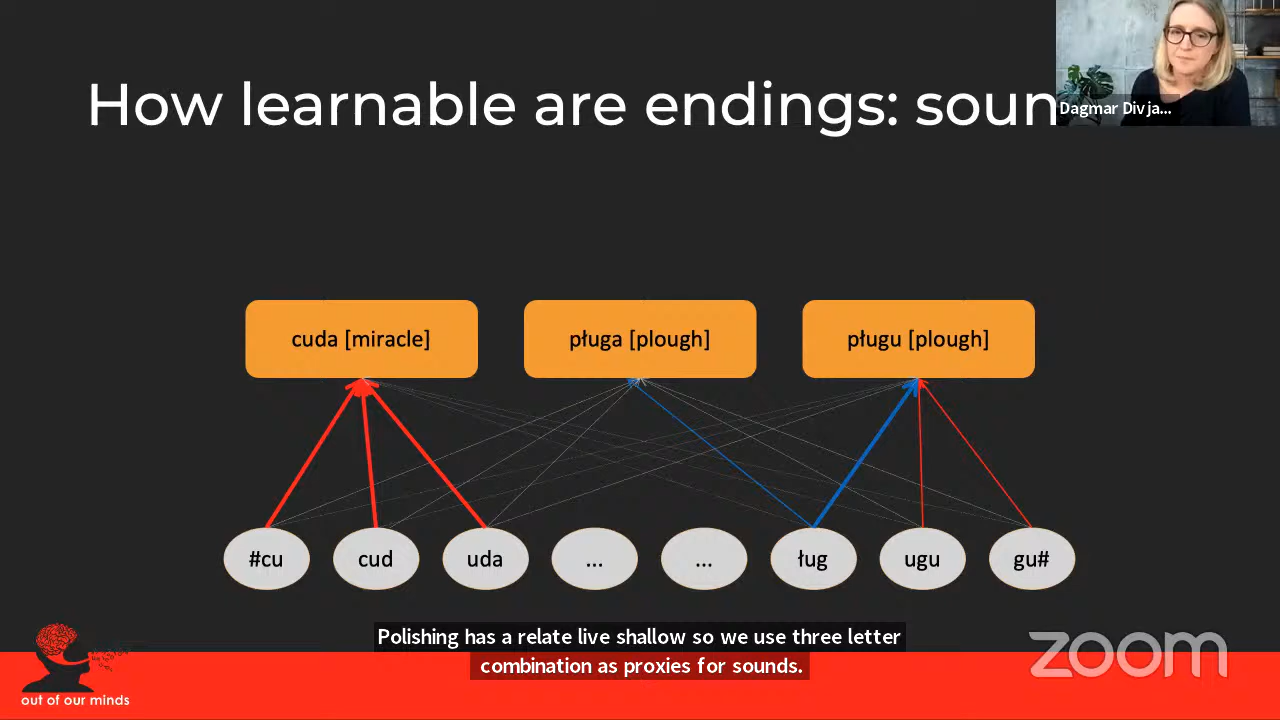 How learnable are endings: soun
Dagmar Divja...
cuda [miracle]
pługa [plough]
pługu [plough]
#cu
cud
uda
...
...
ług
ugu
gu#
Polishing has a relate live shallow so we use three letter
combination as proxies for sounds.
zoom
out of our minds